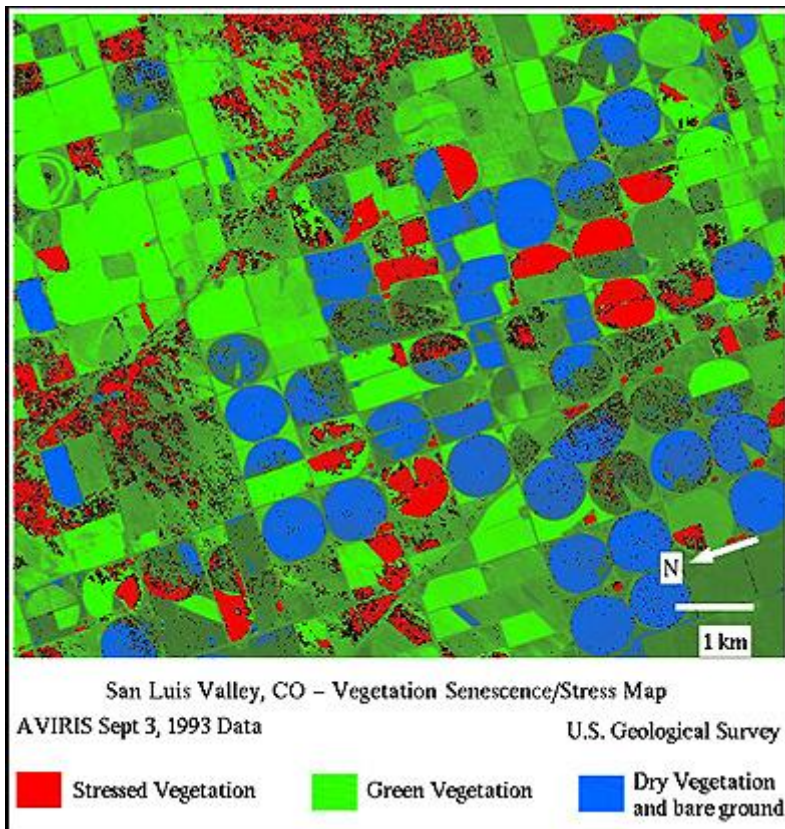 N
1 km
San Luis Valley, CO – Vegetation Senescence/Stress Map
AVIRIS Sept 3, 1993 Data
U.S. Geological Survey
Stressed Vegetation
Green Vegetation
Dry Vegetation
and bare ground